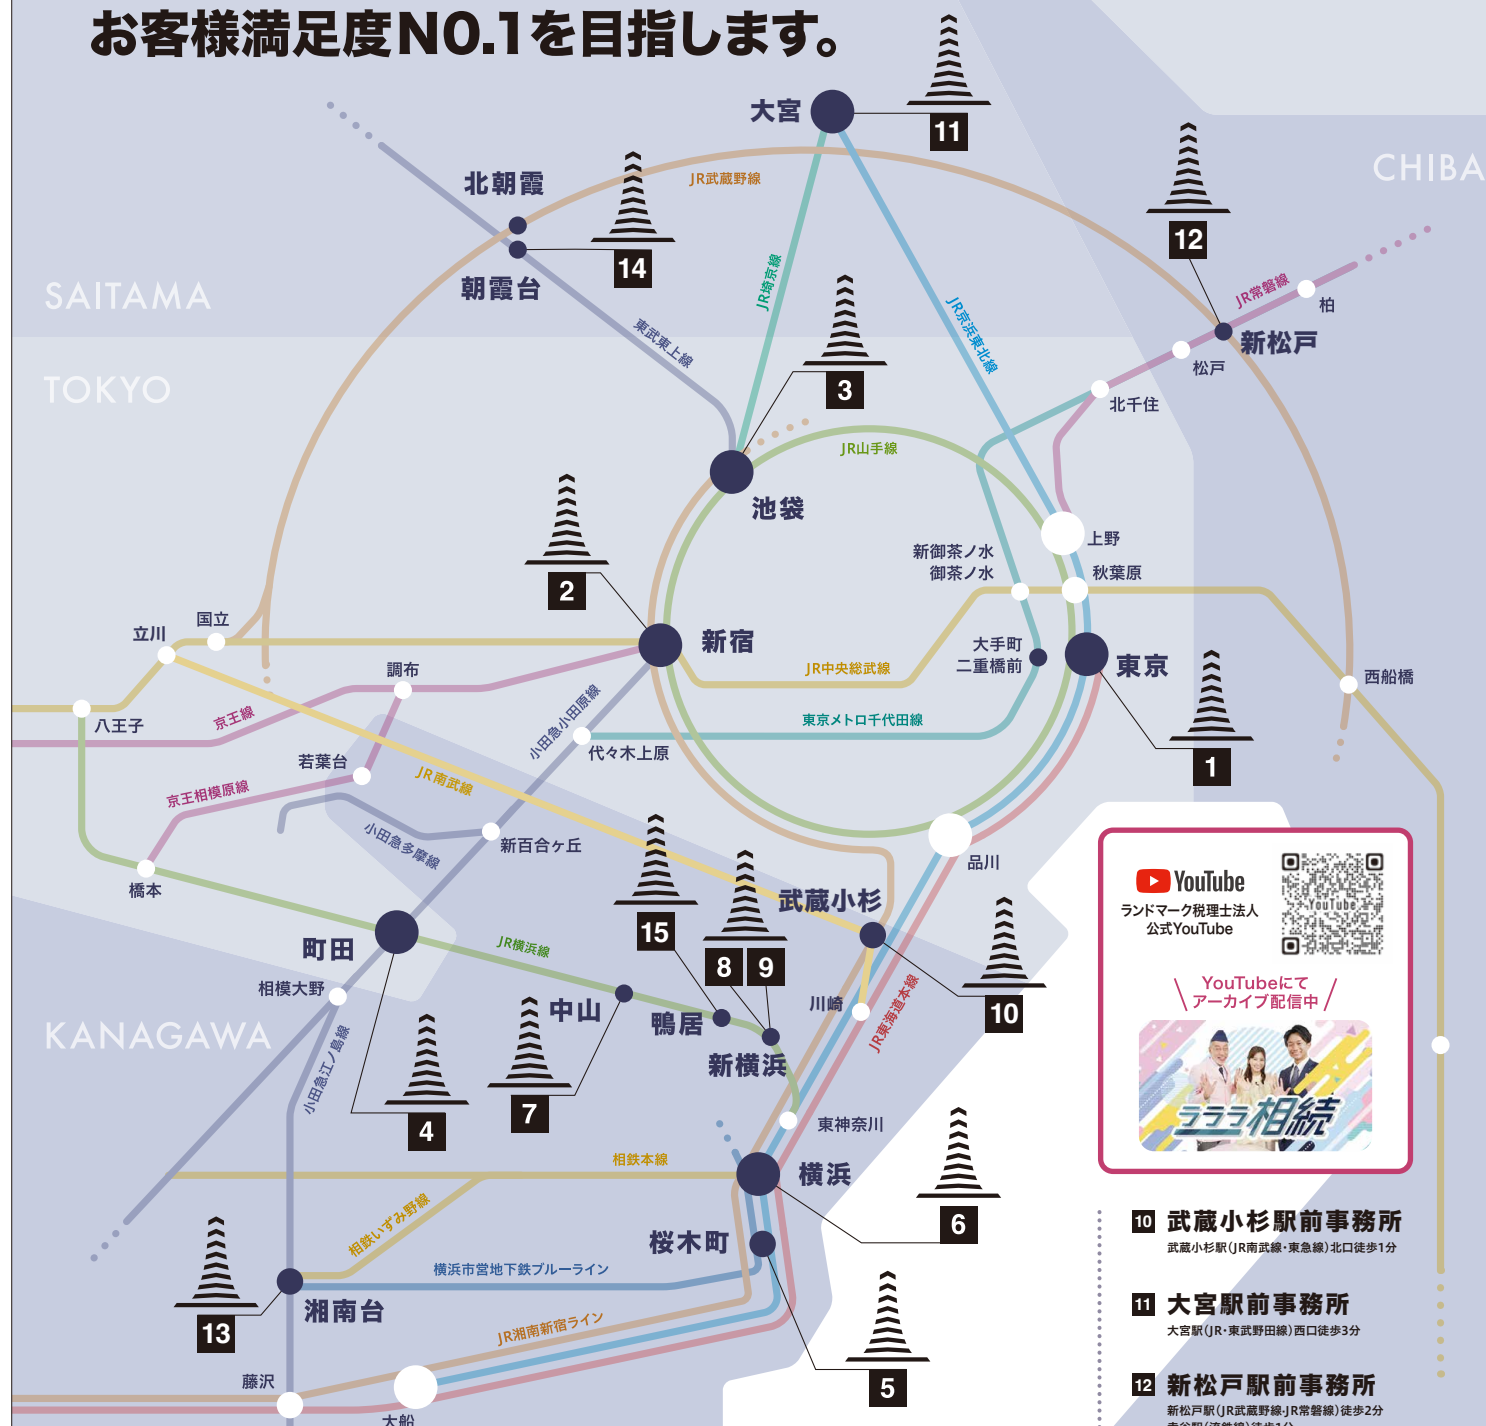 お客様満足度NO.1を目指します。
大宮
11
CHIBA
北朝霞
JR武蔵野線
12
14
朝霞台
SAITAMA
JR埼京線
JR京浜東北線
JR常磐線
柏
東武東上線
新松戸
松戸
TOKYO
3
北千住
JR山手線
池袋
上野
新御茶ノ水
御茶ノ水
秋葉原
2
国立
立川
新宿
大手町
二重橋前
東京
調布
JR中央総武線
西船橋
京王線
小田急小田原線
八王子
東京メトロ千代田線
代々木上原
若葉台
JR南武線
1
京王相模原線
小田急多摩線
新百合ヶ丘
橋本
品川
武蔵小杉
15
町田
JR横浜線
8
9
相模大野
中山
鴨居
川崎
JR東海道本線
10
KANAGAWA
新横浜
小田急江ノ島線
7
4
東神奈川
相鉄本線
横浜
6
相鉄いずみ野線
桜木町
横浜市営地下鉄ブルーライン
湘南台
13
JR湘南新宿ライン
5
藤沢
大船
YouTube
ランドマーク税理士法人
公式YouTube
YouTube
YouTubeにて
アーカイブ配信中
ラララ相続
10 武蔵小杉駅前事務所
武蔵小杉駅（JR南武線・東急線）北口徒歩1分
11 大宮駅前事務所
大宮駅（JR・東武野田線）西口徒歩3分
12 新松戸駅前事務所
新松戸駅（JR武蔵野線・JR常磐線）徒歩2分
幸谷駅（流鉄線）徒歩1分